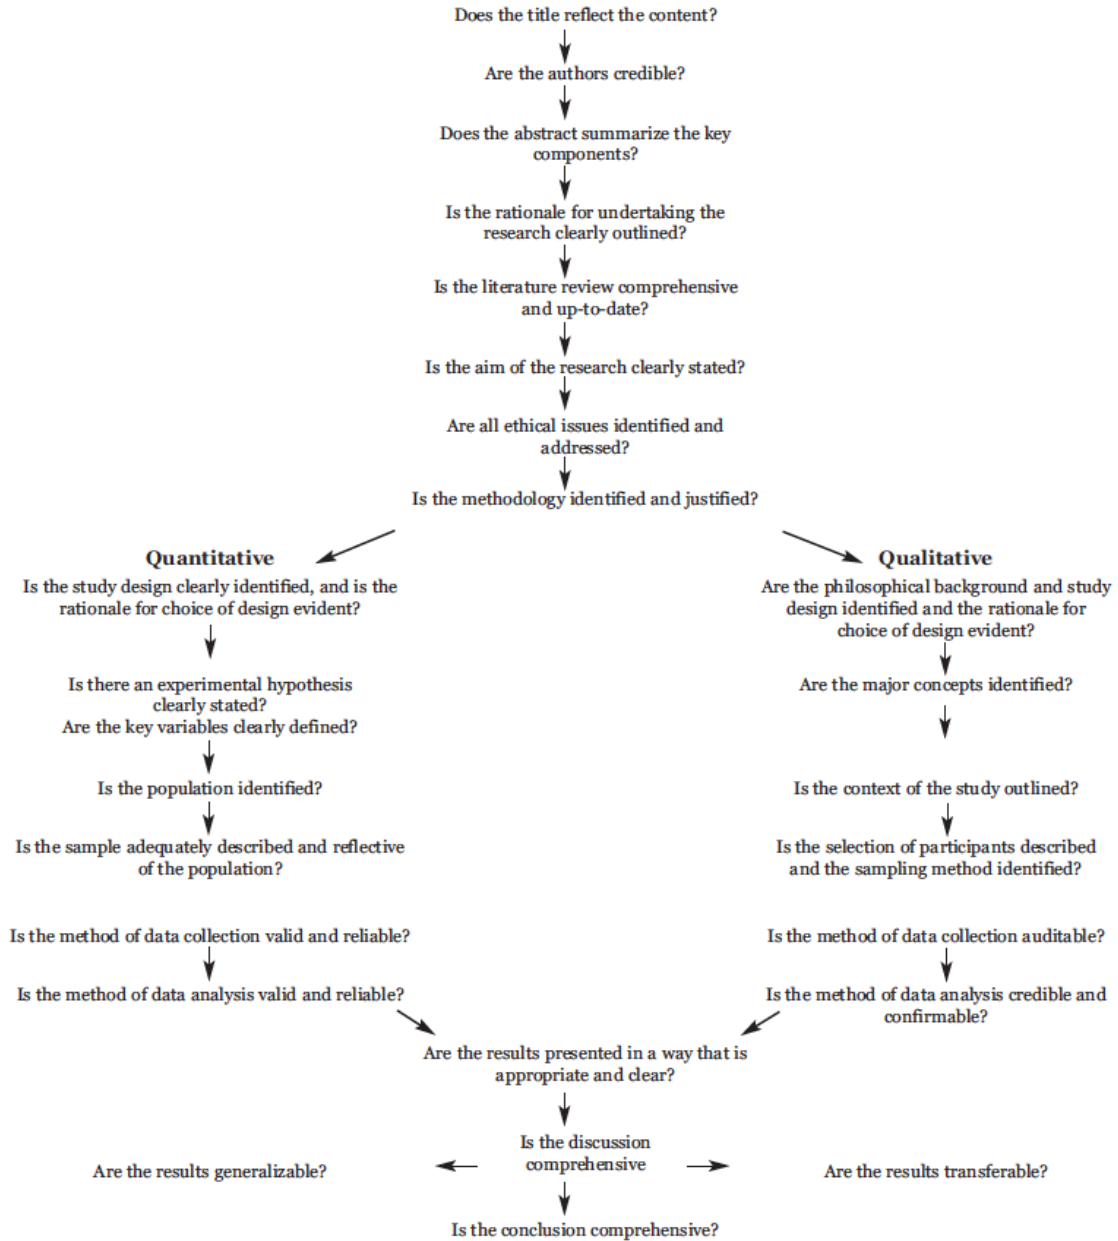 Does the title reflect the content?
Are the authors credible?
Does the abstract summarize the key
components?
Is the rationale for undertaking the
research clearly outlined?
Is the literature review comprehensive
and up-to-date?
Is the aim of the research clearly stated?
Are all ethical issues identified and
addressed?
Is the methodology identified and justified?
Quantitative
Is the study design clearly identified, and is the
rationale for choice of design evident?
Is there an experimental hypothesis
clearly stated?
Are the key variables clearly defined?
Is the population identified?
Is the sample adequately described and reflective
of the population?
Is the method of data collection valid and reliable?
Is the method of data analysis valid and reliable?
Qualitative
Are the philosophical background and study
design identified and the rationale for
choice of design evident?
Are the major concepts identified?
Is the context of the study outlined?
Is the selection of participants described
and the sampling method identified?
Is the method of data collection auditable?
Is the method of data analysis credible and
confirmable?
Are the results presented in a way that is
appropriate and clear?
Is the discussion
comprehensive
Are the results generalizable?
Are the results transferable?
Is the conclusion comprehensive?